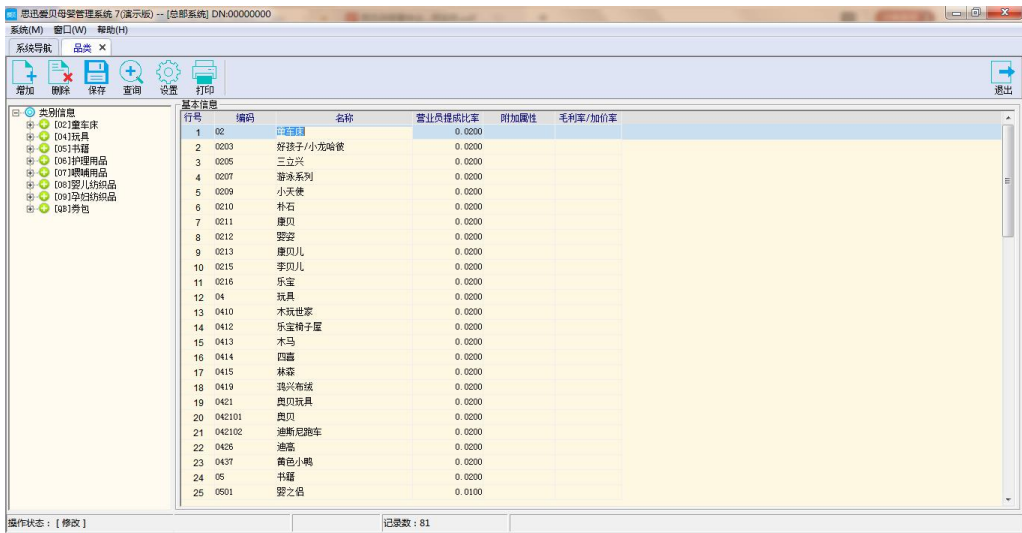 思迅爱贝母婴管理系统 7(演示版) -- [总部系统] DN:00000000
系统(M) 窗口(W) 帮助(H)
系统导航 品类 ×
增加 删除 保存 查询 设置 打印 退出
类别信息
[02]童车床
[04]玩具
[05]书籍
[06]护理用品
[07]喂哺用品
[08]婴儿纺织品
[09]孕妇纺织品
[QB]券包
基本信息
行号 编码 名称 营业员提成比率 附加属性 毛利率/加价率
1 02 童车床 0.0200
2 0203 好孩子/小龙哈彼 0.0200
3 0205 三立兴 0.0200
4 0207 游泳系列 0.0200
5 0209 小天使 0.0200
6 0210 朴石 0.0200
7 0211 康贝 0.0200
8 0212 婴姿 0.0200
9 0213 康贝儿 0.0200
10 0215 李贝儿 0.0200
11 0216 乐宝 0.0200
12 04 玩具 0.0200
13 0410 木玩世家 0.0200
14 0412 乐宝椅子屋 0.0200
15 0413 木马 0.0200
16 0414 四喜 0.0200
17 0415 林森 0.0200
18 0419 鸿兴布绒 0.0200
19 0421 奥贝玩具 0.0200
20 042101 奥贝 0.0200
21 042102 迪斯尼跑车 0.0200
22 0426 迪高 0.0200
23 0437 黄色小鸭 0.0200
24 05 书籍 0.0200
25 0501 婴之侣 0.0100
操作状态：[ 修改 ] 记录数：81